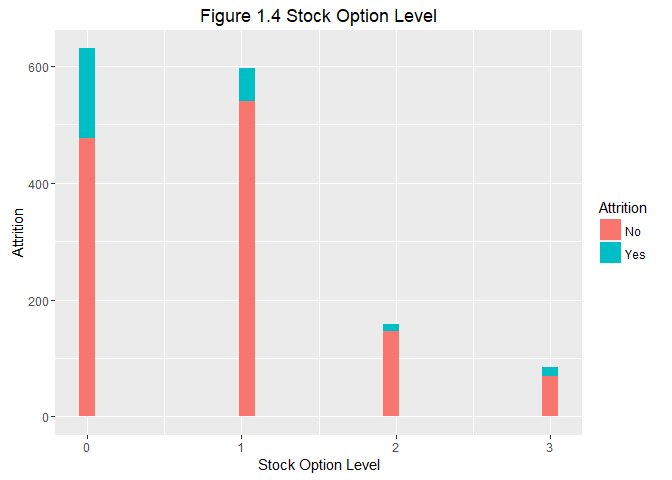 Figure 1.4 Stock Option Level
600
400
200
0
Attrition
0 1 2 3
Stock Option Level
Attrition
No
Yes